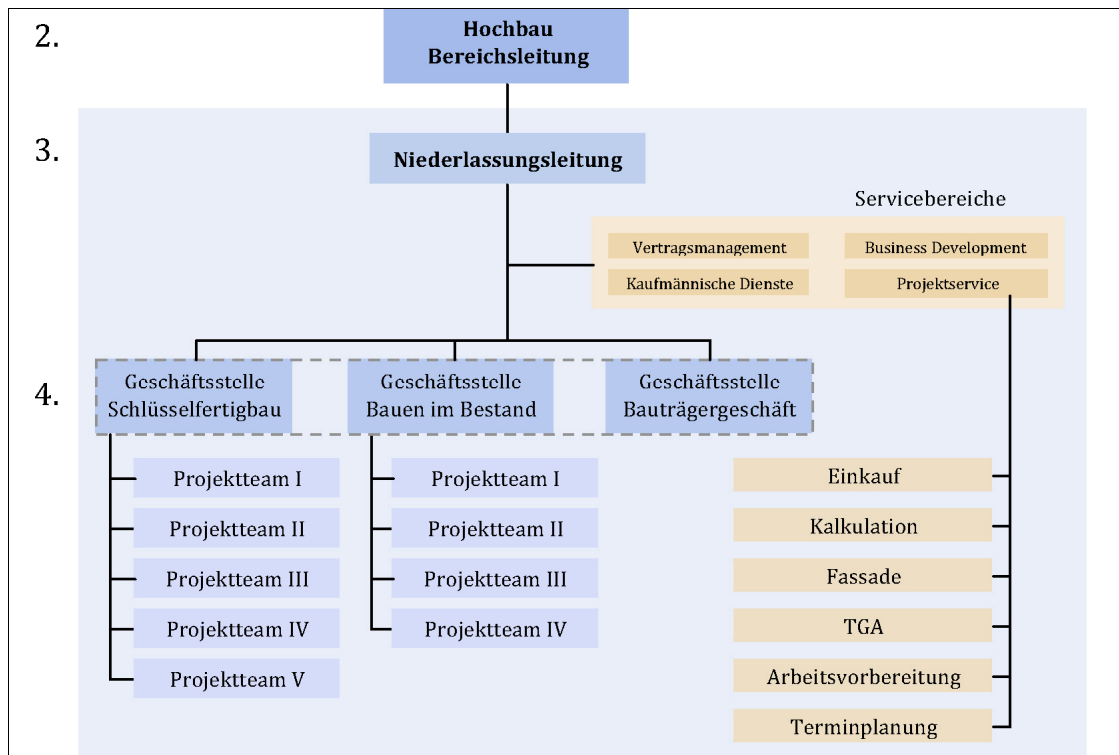 2.
Hochbau
Bereichsleitung
3.
Niederlassungsleitung
Servicebereiche
Vertragsmanagement
Business Development
Kaufmännische Dienste
Projektservice
4.
Geschäftsstelle
Schlüsselfertigbau
Geschäftsstelle
Bauen im Bestand
Geschäftsstelle
Bauträgergeschäft
Projektteam I
Projektteam II
Projektteam III
Projektteam IV
Projektteam V
Projektteam I
Projektteam II
Projektteam III
Projektteam IV
Einkauf
Kalkulation
Fassade
TGA
Arbeitsvorbereitung
Terminplanung